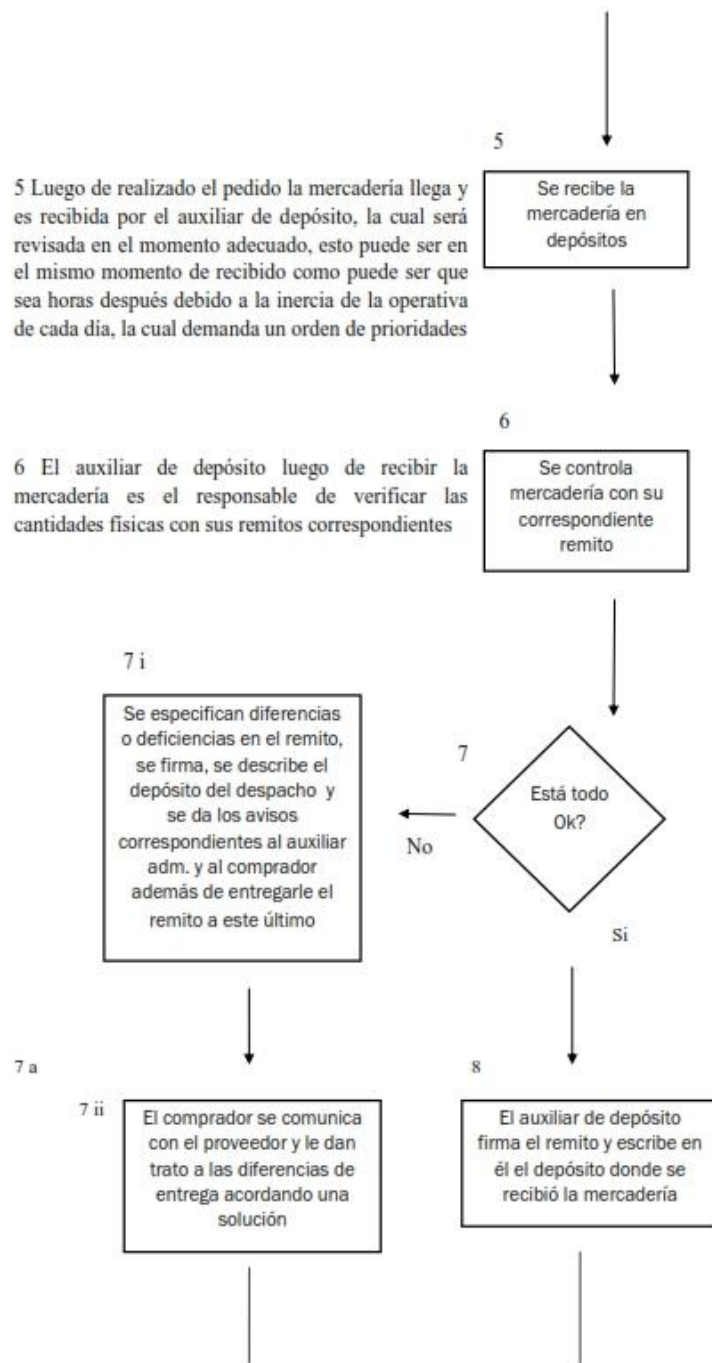 5
5 Luego de realizado el pedido la mercadería llega y
es recibida por el auxiliar de depósito, la cual será
revisada en el momento adecuado, esto puede ser en
el mismo momento de recibido como puede ser que
sea horas después debido a la inercia de la operativa
de cada día, la cual demanda un orden de prioridades
Se recibe la
mercadería en
depósitos
6
6 El auxiliar de depósito luego de recibir la
mercadería es el responsable de verificar las
cantidades físicas con sus remitos correspondientes
Se controla
mercadería con su
correspondiente
remito
7 i
Se especifican diferencias
o deficiencias en el remito,
se firma, se describe el
depósito del despacho y
se da los avisos
correspondientes al auxiliar
adm. y al comprador
además de entregarle el
remito a este último
7
Está todo
Ok?
No
Si
7 a
7 ii
El comprador se comunica
con el proveedor y le dan
trato a las diferencias de
entrega acordando una
solución
8
El auxiliar de depósito
firma el remito y escribe en
él el depósito donde se
recibió la mercadería